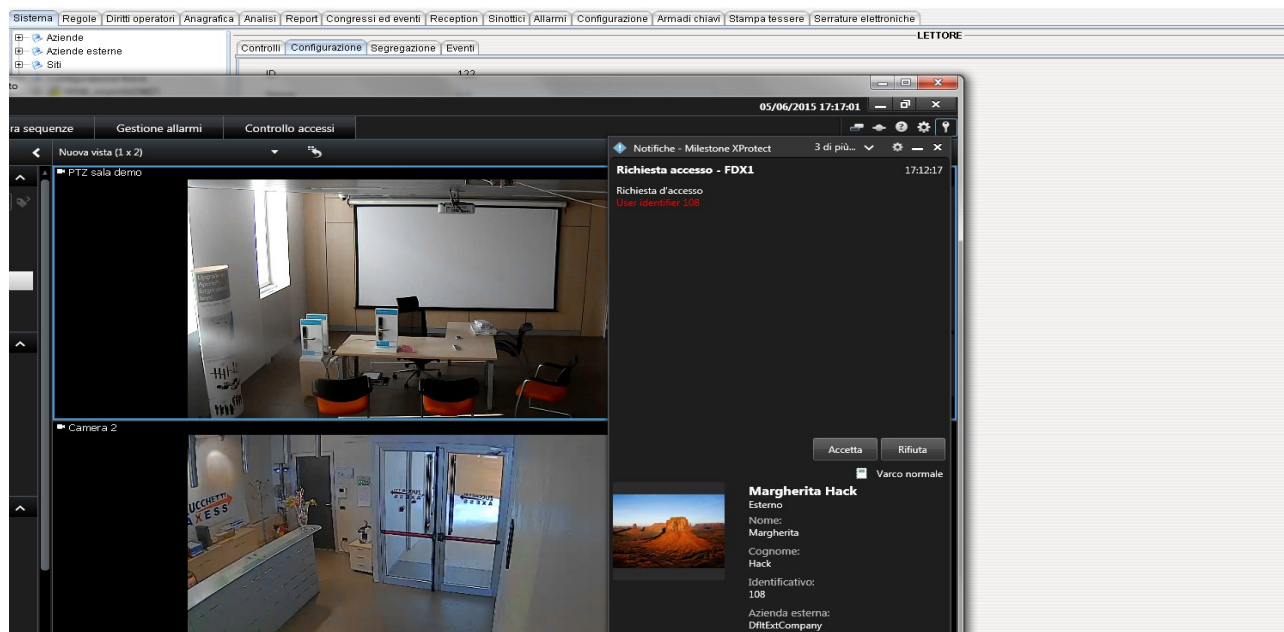 Sistema Regole Diritti operatori Anagrafica Analisi Report Congressi ed eventi Reception Sinottici Allarmi Configurazione Armadi chiavi Stampa tessere Serrature elettroniche
Aziende
Aziende esterne
Siti
LETTORE
Controlli Configurazione Segregazione Eventi
ID 122
to
05/06/2015 17:17:01
ra sequenze Gestione allarmi Controllo accessi
Nuova vista (1 x 2)
Notifiche - Milestone XProtect 3 di più...
PTZ sala demo
Richiesta accesso - FDX1 17:12:17
Richiesta d'accesso
User identifier 108
Camera 2
Accetta Rifiuta
Varco normale
UCCHETTI
AXESS
Margherita Hack
Esterno
Nome:
Margherita
Cognome:
Hack
Identificativo:
108
Azienda esterna:
DfltExtCompany